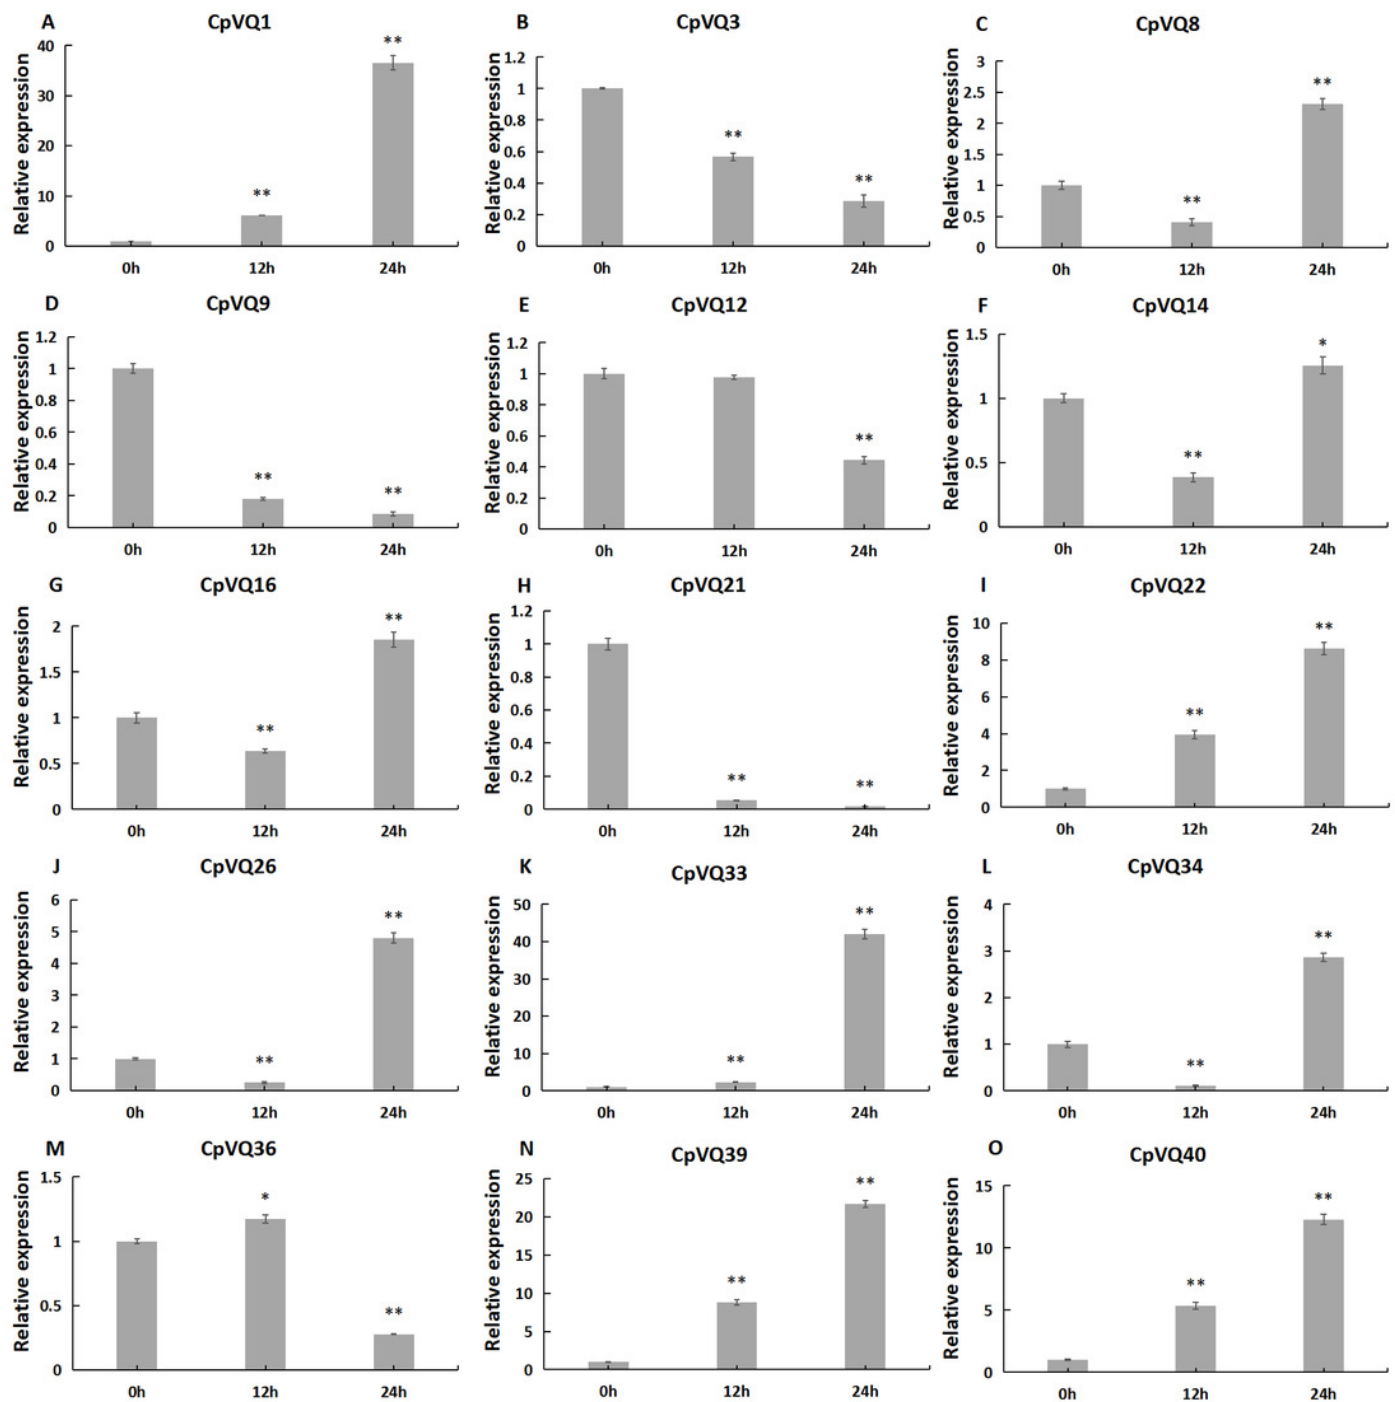 A CpVQ1
Relative expression
40
30
20
10
0
**
**
0h 12h 24h
B CpVQ3
Relative expression
1.2
1
0.8
0.6
0.4
0.2
0
**
**
0h 12h 24h
C CpVQ8
Relative expression
3
2.5
2
1.5
1
0.5
0
**
**
0h 12h 24h
D CpVQ9
Relative expression
1.2
1
0.8
0.6
0.4
0.2
0
**
**
0h 12h 24h
E CpVQ12
Relative expression
1.2
1
0.8
0.6
0.4
0.2
0
**
0h 12h 24h
F CpVQ14
Relative expression
1.5
1
0.5
0
**
*
0h 12h 24h
G CpVQ16
Relative expression
2
1.5
1
0.5
0
**
**
0h 12h 24h
H CpVQ21
Relative expression
1.2
1
0.8
0.6
0.4
0.2
0
**
**
0h 12h 24h
I CpVQ22
Relative expression
10
8
6
4
2
0
**
**
0h 12h 24h
J CpVQ26
Relative expression
6
5
4
3
2
1
0
**
**
0h 12h 24h
K CpVQ33
Relative expression
50
40
30
20
10
0
**
**
0h 12h 24h
L CpVQ34
Relative expression
4
3
2
1
0
**
**
0h 12h 24h
M CpVQ36
Relative expression
1.5
1
0.5
0
*
**
0h 12h 24h
N CpVQ39
Relative expression
25
20
15
10
5
0
**
**
0h 12h 24h
O CpVQ40
Relative expression
15
10
5
0
**
**
0h 12h 24h